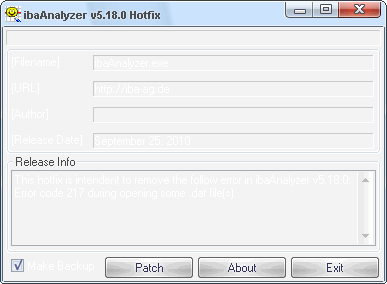 ibaAnalyzer v5.18.0 Hotfix
[Filename]
ibaAnalyzer.exe
[URL]
http://iba-ag.de
[Author]
[Release Date]
September 25, 2010
Release Info
This hotfix is intendent to remove the follow error in ibaAnalyzer v5.18.0
Error code 217 during opening some .dat file(s).
Make Backup
Patch
About
Exit